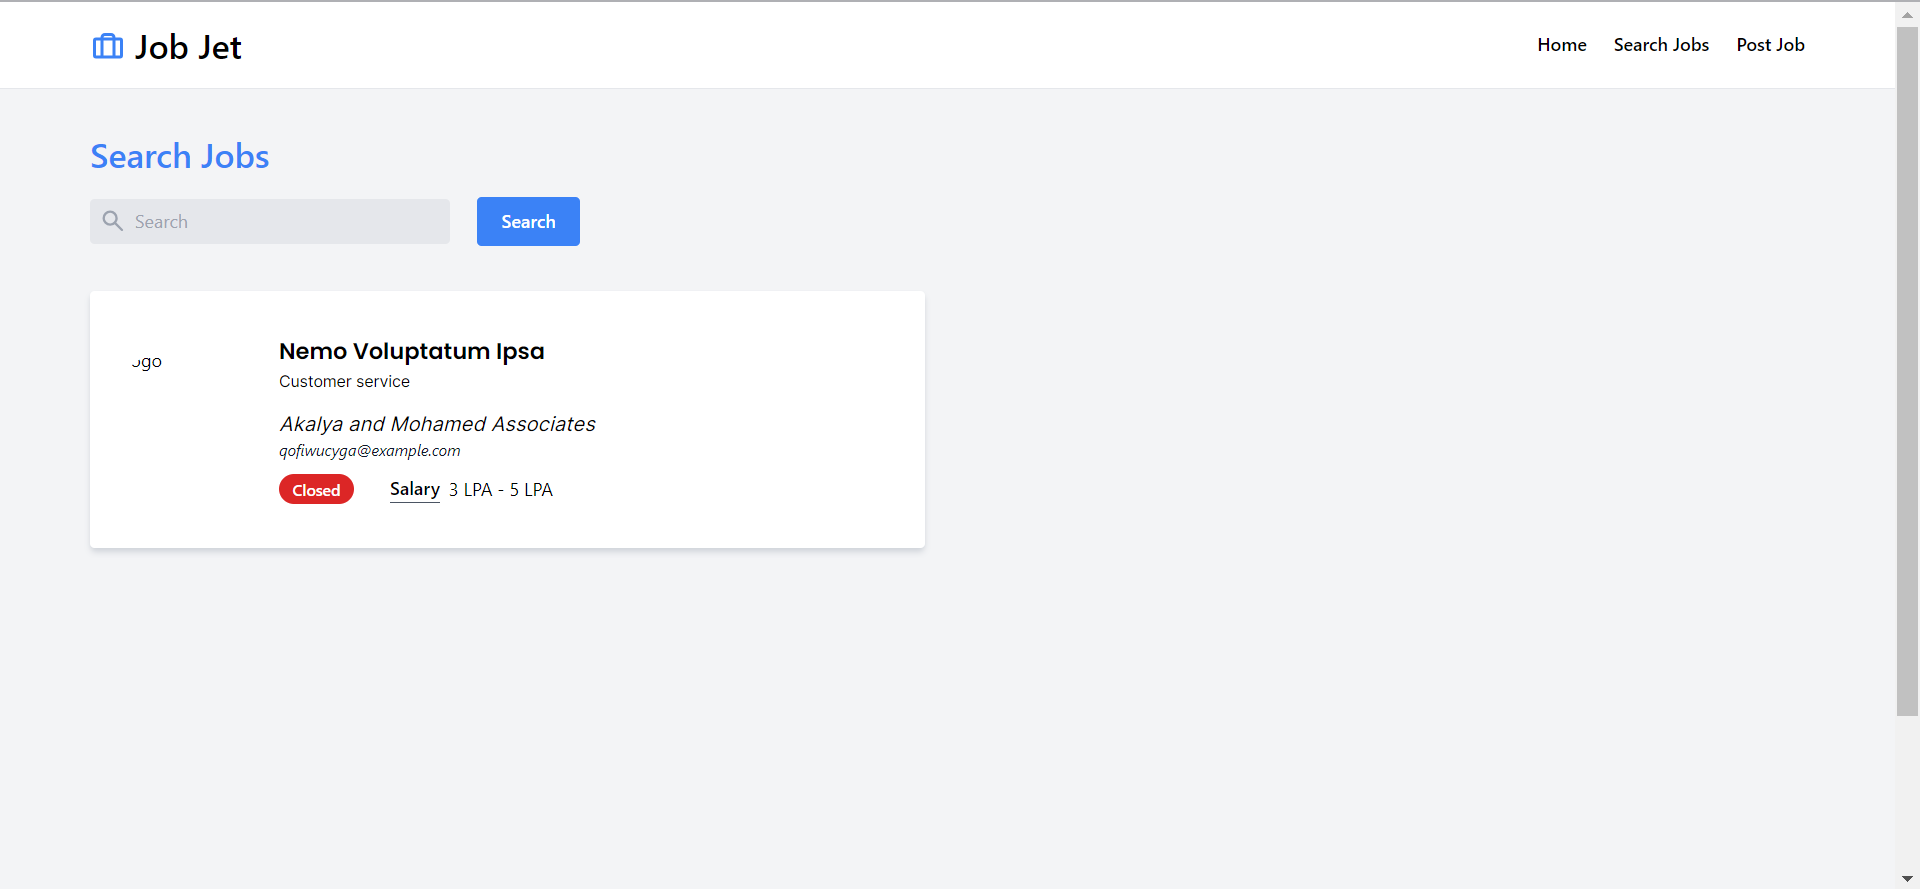 Job Jet
Home Search Jobs Post Job
Search Jobs
Search
Search
ogo
Nemo Voluptatum Ipsa
Customer service
Akalya and Mohamed Associates
qofiwucyga@example.com
Closed Salary 3 LPA - 5 LPA